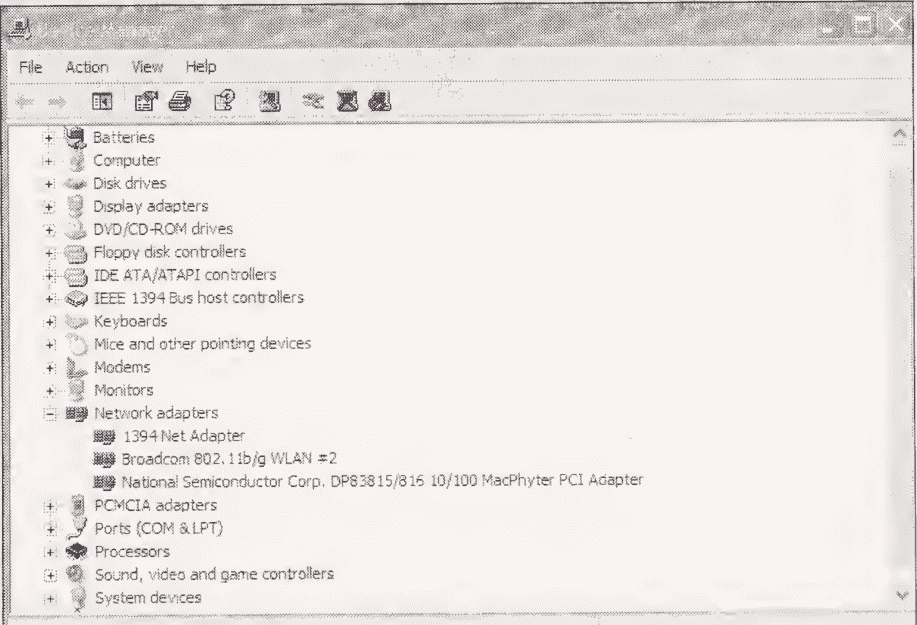 Device Manager
File Action View Help
Batteries
Computer
Disk drives
Display adapters
DVD/CD-ROM drives
Floppy disk controllers
IDE ATA/ATAPI controllers
IEEE 1394 Bus host controllers
Keyboards
Mice and other pointing devices
Modems
Monitors
Network adapters
1394 Net Adapter
Broadcom 802.11b/g WLAN #2
National Semiconductor Corp. DP83815/816 10/100 MacPhyter PCI Adapter
PCMCIA adapters
Ports (COM & LPT)
Processors
Sound, video and game controllers
System devices